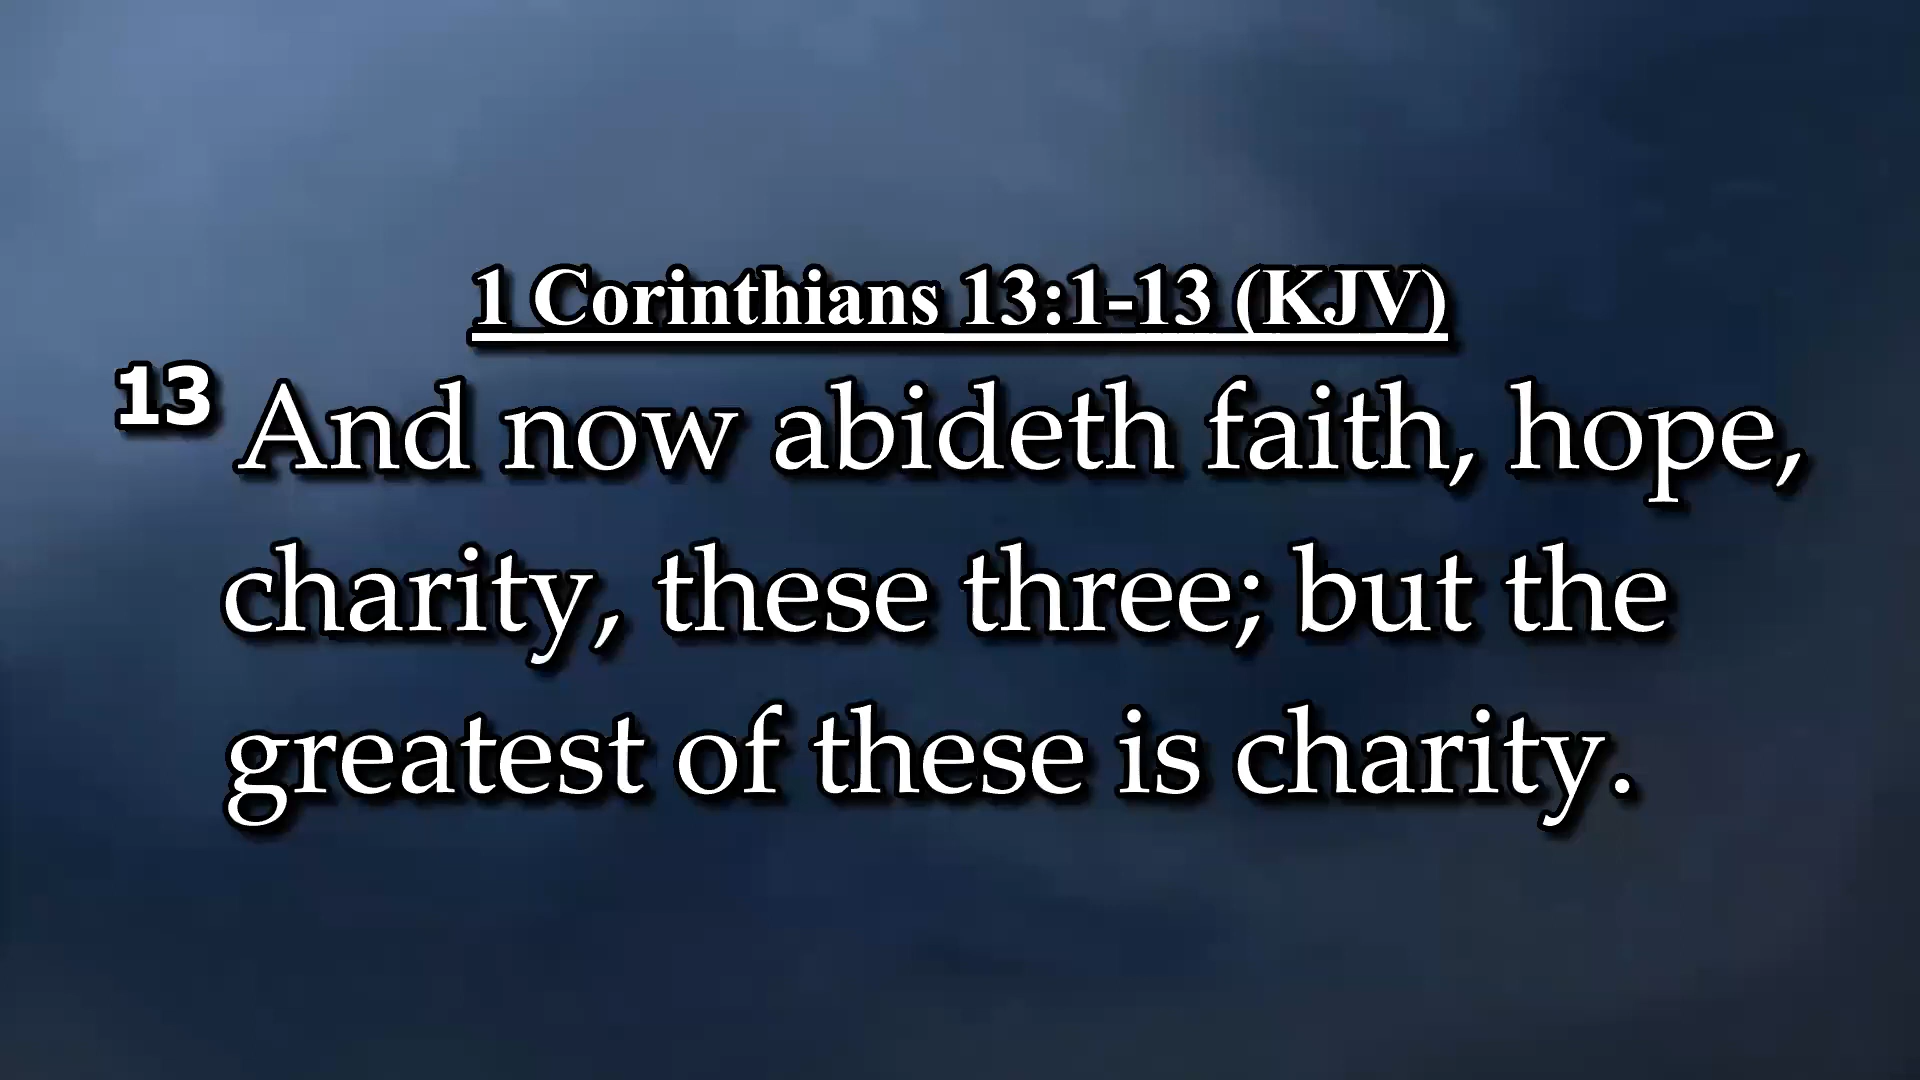 1 Corinthians 13:1-13 (KJV)
13 And now abideth faith, hope,
charity, these three; but the
greatest of these is charity.